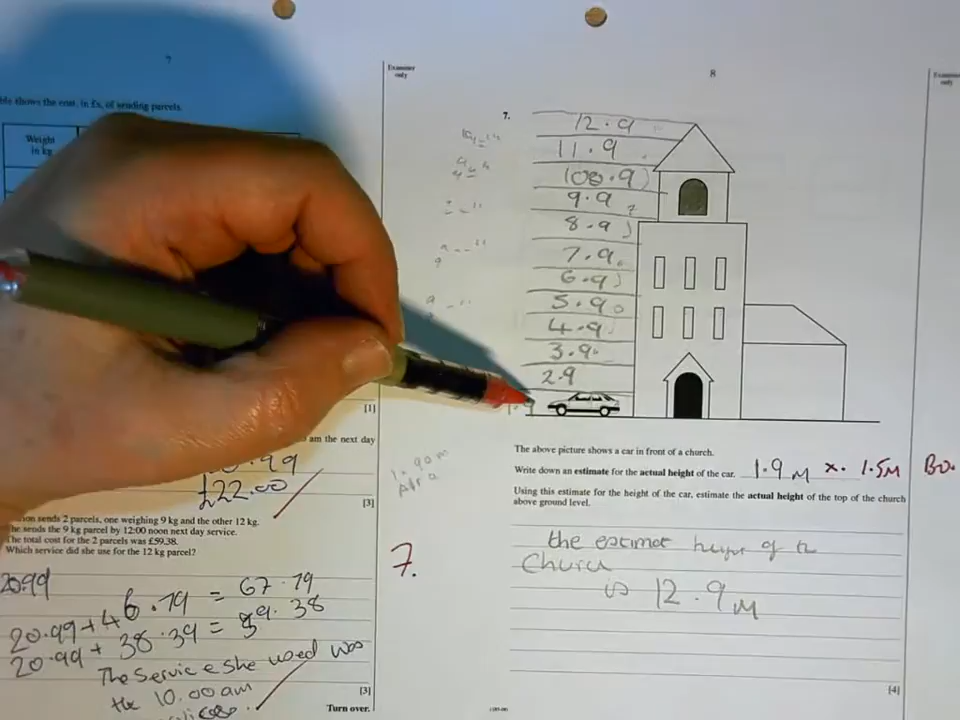 7
ble shows the cost, in £s, of sending parcels.
Weight
in kg
Examiner
only
[1]
am the next day
£22.00
[3]
sends 2 parcels, one weighing 9 kg and the other 12 kg.
he sends the 9 kg parcel by 12:00 noon next day service.
The total cost for the 2 parcels was £59.38.
Which service did she use for the 12 kg parcel?
20.99
20.99 + 46.79 = 67.79
20.99 + 38.39 = 59.38
The Service she used was
the 10.00am
[3]
Turn over.
8
Examiner
only
7.
12.9
11.9
9.9
8.9
7.9
6.9
5.9
4.9
3.9
2.9
The above picture shows a car in front of a church.
Write down an estimate for the actual height of the car. 1.9M x. 1.5M Bo.
Using this estimate for the height of the car, estimate the actual height of the top of the church
above ground level.
7.
the estimat height of the
Church
is 12.9M
[4]